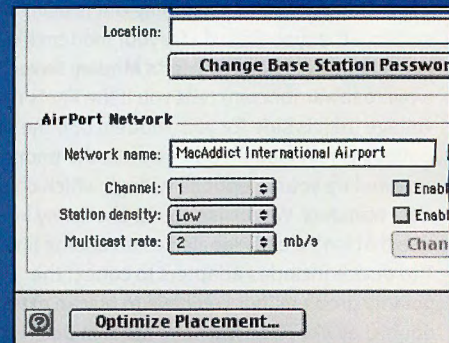 Location:
Change Base Station Passwor
AirPort Network
Network name: MacAddict International Airport
Channel: 1
Enabl
Station density: Low
Enabl
Multicast rate: 2 mb/s
Chan
Optimize Placement...